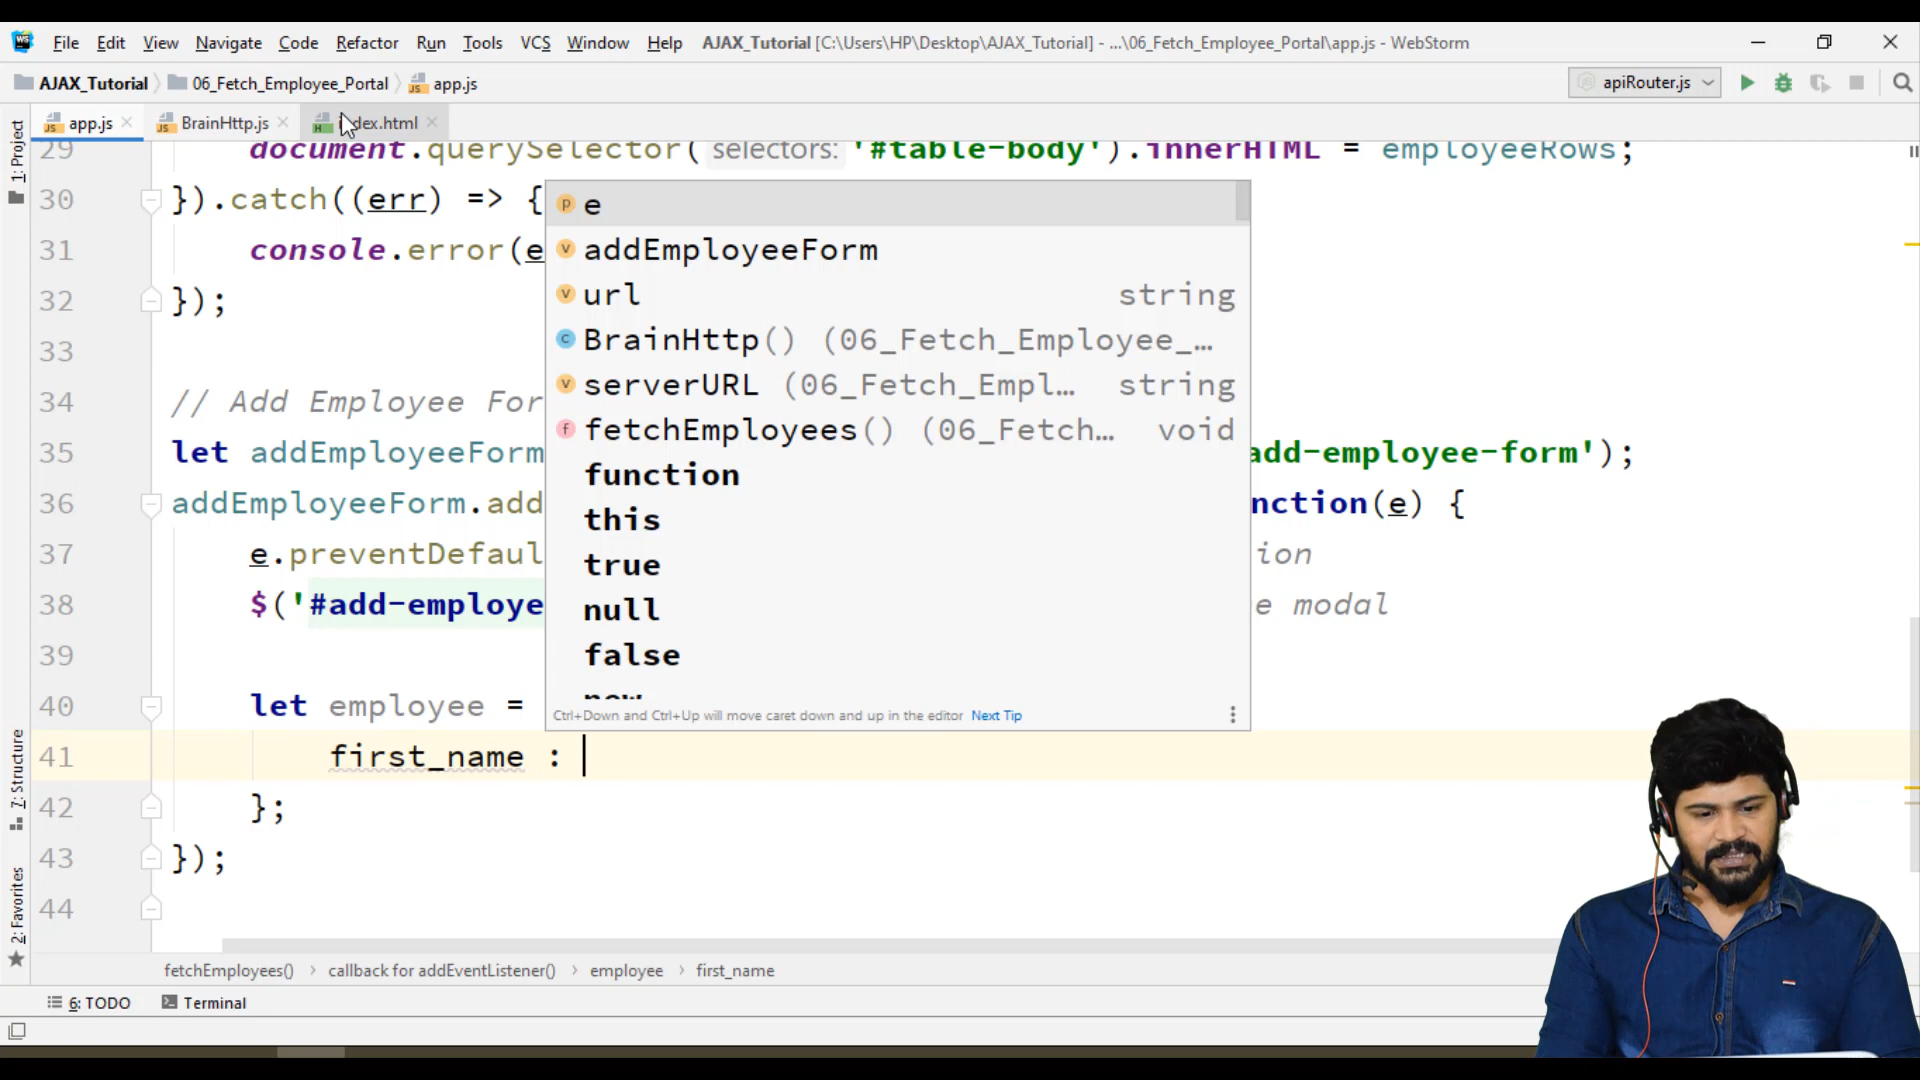 WS File Edit View Navigate Code Refactor Run Tools VCS Window Help AJAX_Tutorial [C:\Users\HP\Desktop\AJAX_Tutorial] - ...\06_Fetch_Employee_Portal\app.js - WebStorm
AJAX_Tutorial 06_Fetch_Employee_Portal app.js apiRouter.js
app.js BrainHttp.js index.html
1: Project
7: Structure
2: Favorites
29 document.querySelector( selectors: '#table-body').innerHTML = employeeRows;
30 }).catch((err) => {
31 console.error(e
32 });
33
34 // Add Employee For
35 let addEmployeeForm add-employee-form');
36 addEmployeeForm.add nction(e) {
37 e.preventDefaul ion
38 $('#add-employe e modal
39
40 let employee =
41 first_name :
42 };
43 });
44
e
addEmployeeForm
url string
BrainHttp() (06_Fetch_Employee_…
serverURL (06_Fetch_Empl… string
fetchEmployees() (06_Fetch… void
function
this
true
null
false
new
Ctrl+Down and Ctrl+Up will move caret down and up in the editor Next Tip
fetchEmployees() › callback for addEventListener() › employee › first_name
6: TODO Terminal